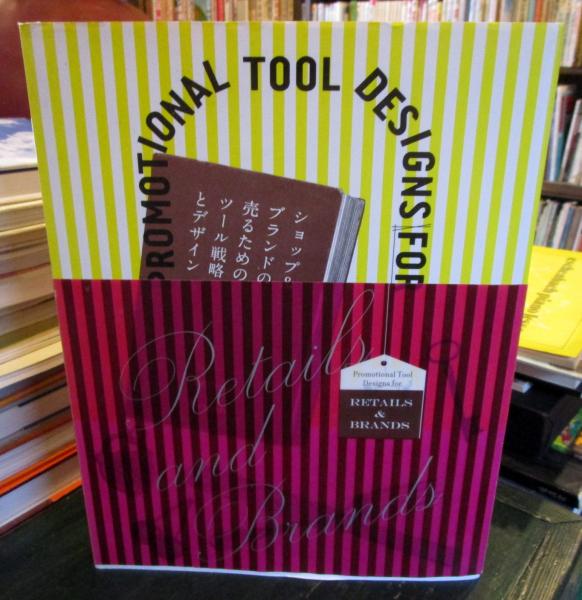 PROMOTIONAL TOOL DESIGNS FOR
ショップ&
ブランドの
売るための
ツール戦略
とデザイン
Retails
and
Brands
Promotional Tool
Designs for
RETAILS
&
BRANDS